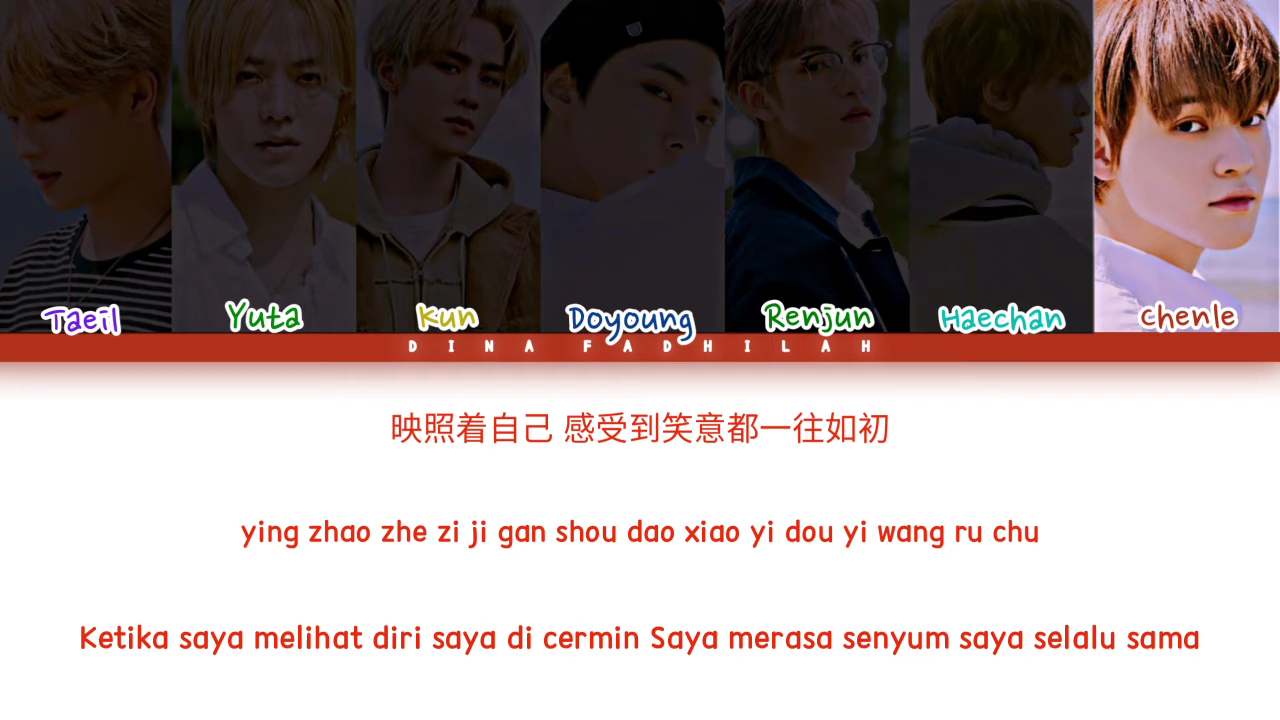 Taeil Yuta Kun Doyoung Renjun Haechan Chenle
DINA FADHILAH
映照着自己 感受到笑意都一往如初
ying zhao zhe zi ji gan shou dao xiao yi dou yi wang ru chu
Ketika saya melihat diri saya di cermin Saya merasa senyum saya selalu sama